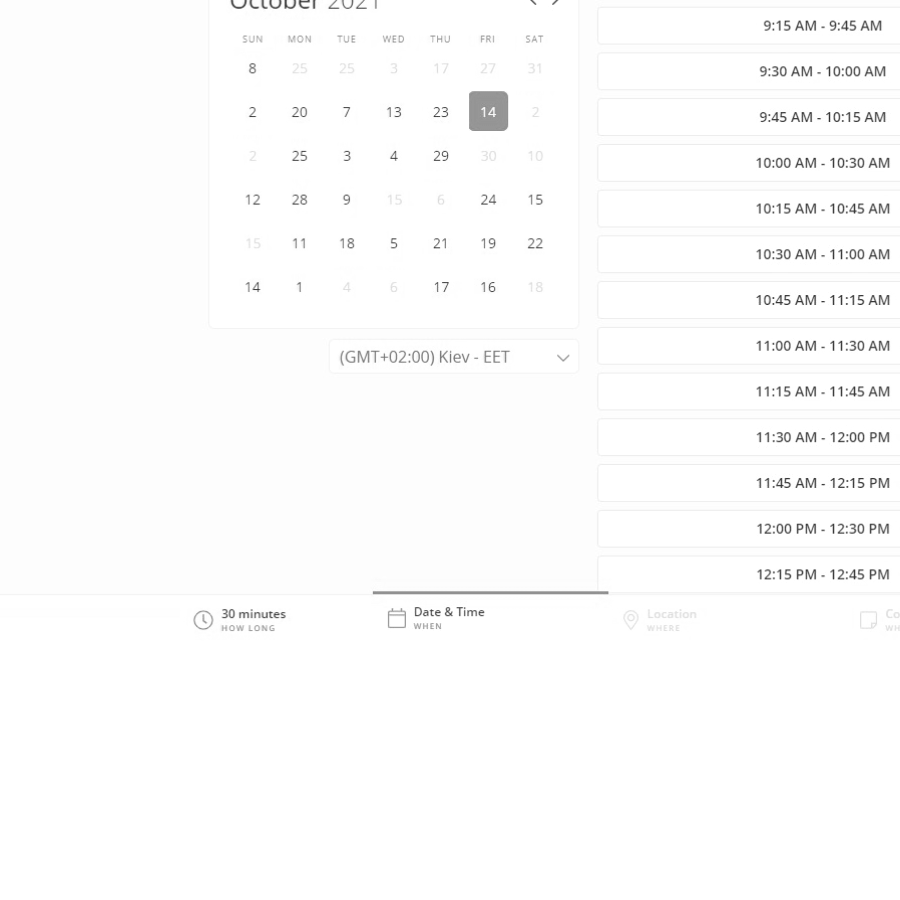 October 2021
SUN MON TUE WED THU FRI SAT
8 25 25 3 17 27 31
2 20 7 13 23 14 2
2 25 3 4 29 30 10
12 28 9 15 6 24 15
15 11 18 5 21 19 22
14 1 4 6 17 16 18
(GMT+02:00) Kiev - EET
9:15 AM - 9:45 AM
9:30 AM - 10:00 AM
9:45 AM - 10:15 AM
10:00 AM - 10:30 AM
10:15 AM - 10:45 AM
10:30 AM - 11:00 AM
10:45 AM - 11:15 AM
11:00 AM - 11:30 AM
11:15 AM - 11:45 AM
11:30 AM - 12:00 PM
11:45 AM - 12:15 PM
12:00 PM - 12:30 PM
12:15 PM - 12:45 PM
30 minutes
HOW LONG
Date & Time
WHEN
Location
WHERE
Co
WH